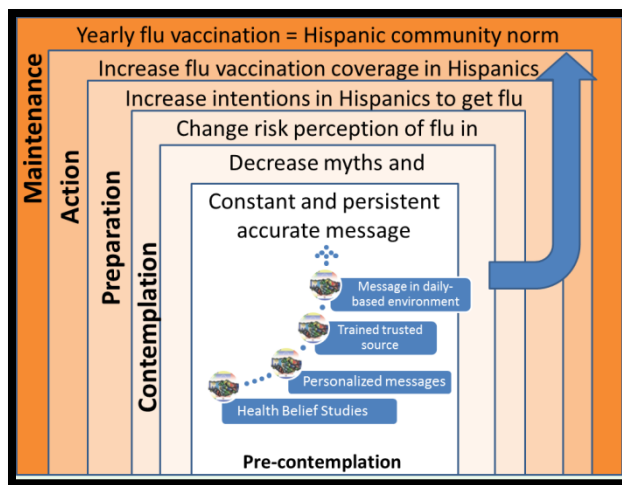 Yearly flu vaccination = Hispanic community norm
Increase flu vaccination coverage in Hispanics
Increase intentions in Hispanics to get flu
Change risk perception of flu in
Decrease myths and
Constant and persistent
accurate message
Message in daily-
based environment
Trained trusted
source
Personalized messages
Health Belief Studies
Pre-contemplation
Contemplation
Preparation
Action
Maintenance